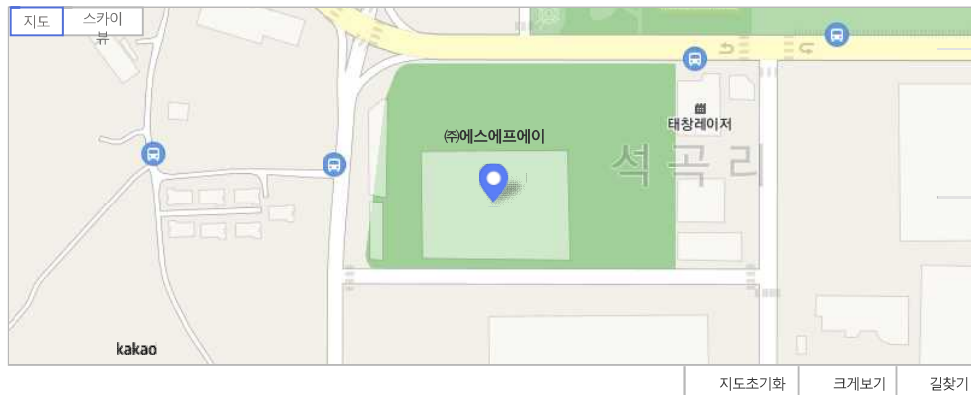 지도
스카이
뷰
㈜에스에프에이
태창레이저
석곡리
kakao
지도초기화
크게보기
길찾기